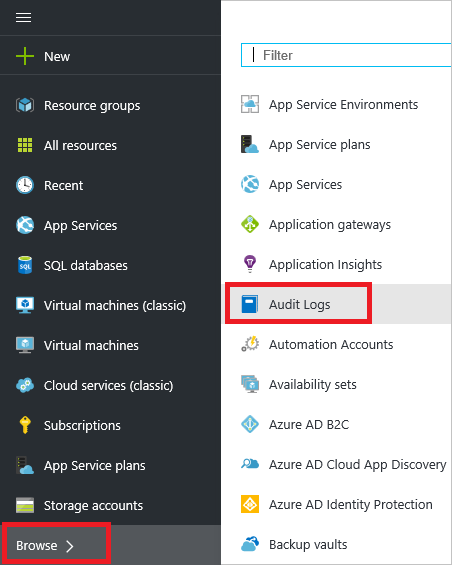 New
Resource groups
All resources
Recent
App Services
SQL databases
Virtual machines (classic)
Virtual machines
Cloud services (classic)
Subscriptions
App Service plans
Storage accounts
Browse
Filter
App Service Environments
App Service plans
App Services
Application gateways
Application Insights
Audit Logs
Automation Accounts
Availability sets
Azure AD B2C
Azure AD Cloud App Discovery
Azure AD Identity Protection
Backup vaults